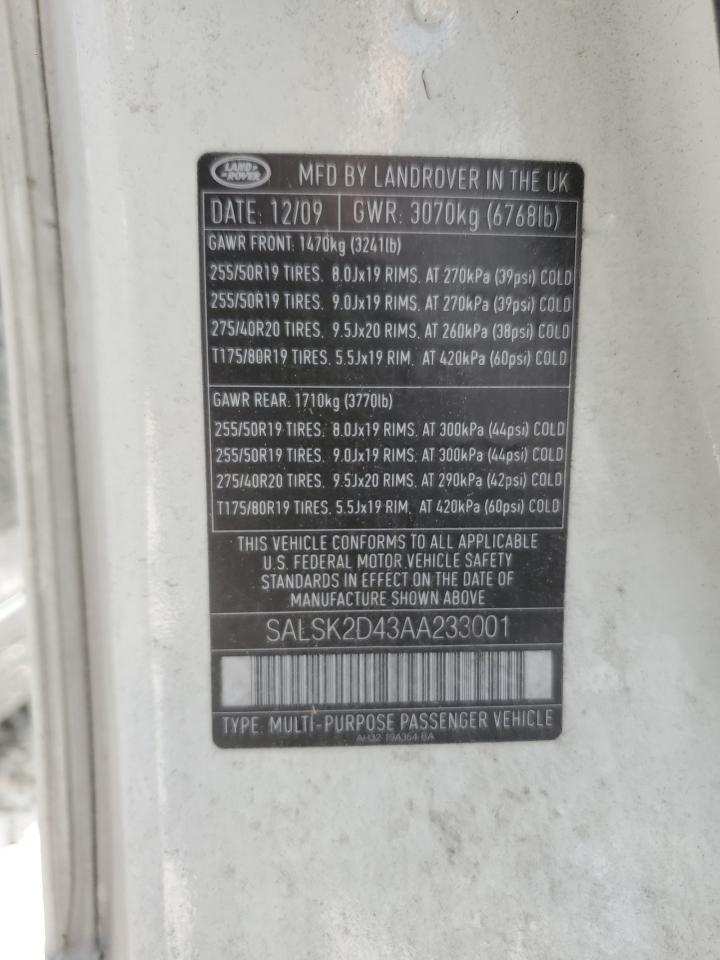 LAND ROVER MFD BY LANDROVER IN THE UK
DATE: 12/09 GWR: 3070kg (6768lb)
GAWR FRONT: 1470kg (3241lb)
255/50R19 TIRES, 8.0Jx19 RIMS, AT 270kPa (39psi) COLD
255/50R19 TIRES, 9.0Jx19 RIMS, AT 270kPa (39psi) COLD
275/40R20 TIRES, 9.5Jx20 RIMS, AT 260kPa (38psi) COLD
T175/80R19 TIRES, 5.5Jx19 RIM, AT 420kPa (60psi) COLD
GAWR REAR: 1710kg (3770lb)
255/50R19 TIRES, 8.0Jx19 RIMS, AT 300kPa (44psi) COLD
255/50R19 TIRES, 9.0Jx19 RIMS, AT 300kPa (44psi) COLD
275/40R20 TIRES, 9.5Jx20 RIMS, AT 290kPa (42psi) COLD
T175/80R19 TIRES, 5.5Jx19 RIM, AT 420kPa (60psi) COLD
THIS VEHICLE CONFORMS TO ALL APPLICABLE
U.S. FEDERAL MOTOR VEHICLE SAFETY
STANDARDS IN EFFECT ON THE DATE OF
MANUFACTURE SHOWN ABOVE
SALSK2D43AA233001
TYPE: MULTI-PURPOSE PASSENGER VEHICLE
AH32-19A364-BA